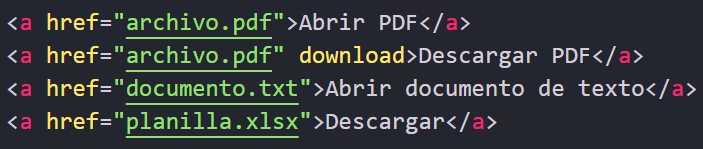 <a href="archivo.pdf">Abrir PDF</a>
<a href="archivo.pdf" download>Descargar PDF</a>
<a href="documento.txt">Abrir documento de texto</a>
<a href="planilla.xlsx">Descargar</a>